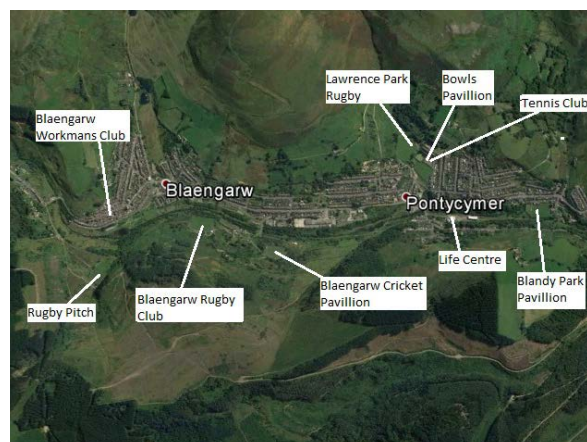 Lawrence Park
Rugby
Bowls
Pavillion
Tennis Club
Blaengarw
Workmans Club
Blaengarw
Pontycymer
Rugby Pitch
Blaengarw Rugby
Club
Blaengarw Cricket
Pavillion
Life Centre
Blandy Park
Pavillion